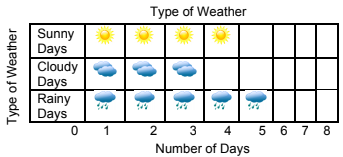 Type of Weather
Type of Weather
Sunny
Days
Cloudy
Days
Rainy
Days
0 1 2 3 4 5 6 7 8
Number of Days